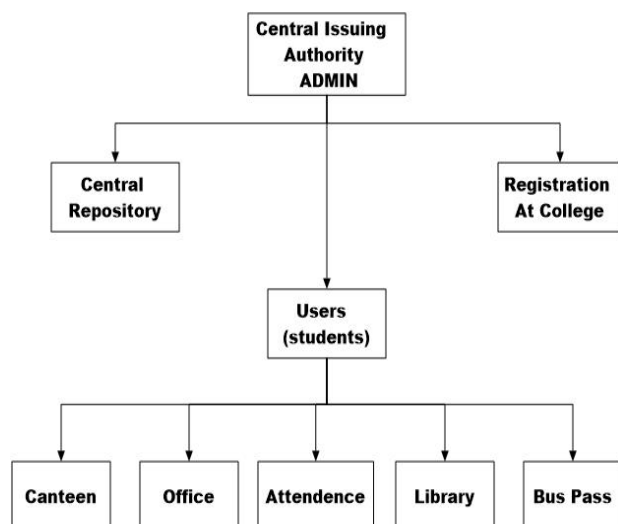 Central Issuing
Authority
ADMIN
Central
Repository
Registration
At College
Users
(students)
Canteen
Office
Attendence
Library
Bus Pass